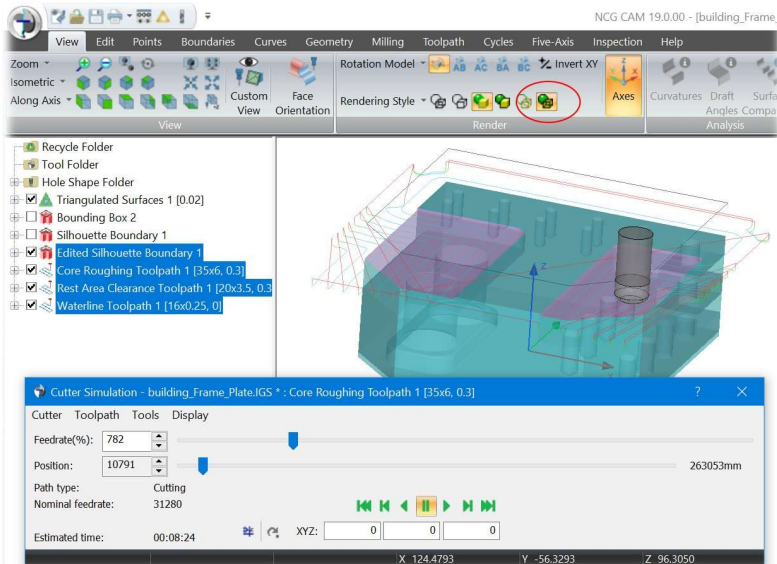 NCG CAM 19.0.00 - [building_Frame_
View Edit Points Boundaries Curves Geometry Milling Toolpath Cycles Five-Axis Inspection Help
Zoom
Isometric
Along Axis
Custom View
Face Orientation
View
Rotation Model
AB AC BA BC
Invert XY
Rendering Style
Axes
Render
Curvatures
Draft Angles
Surfa
Compa
Analysis
Recycle Folder
Tool Folder
Hole Shape Folder
Triangulated Surfaces 1 [0.02]
Bounding Box 2
Silhouette Boundary 1
Edited Silhouette Boundary 1
Core Roughing Toolpath 1 [35x6, 0.3]
Rest Area Clearance Toolpath 1 [20x3.5, 0.3
Waterline Toolpath 1 [16x0.25, 0]
Z
Cutter Simulation - building_Frame_Plate.IGS * : Core Roughing Toolpath 1 [35x6, 0.3]
Cutter Toolpath Tools Display
Feedrate(%): 782
Position: 10791 263053mm
Path type: Cutting
Nominal feedrate: 31280
Estimated time: 00:08:24 XYZ: 0 0 0
X 124.4793 Y -56.3293 Z 96.3050